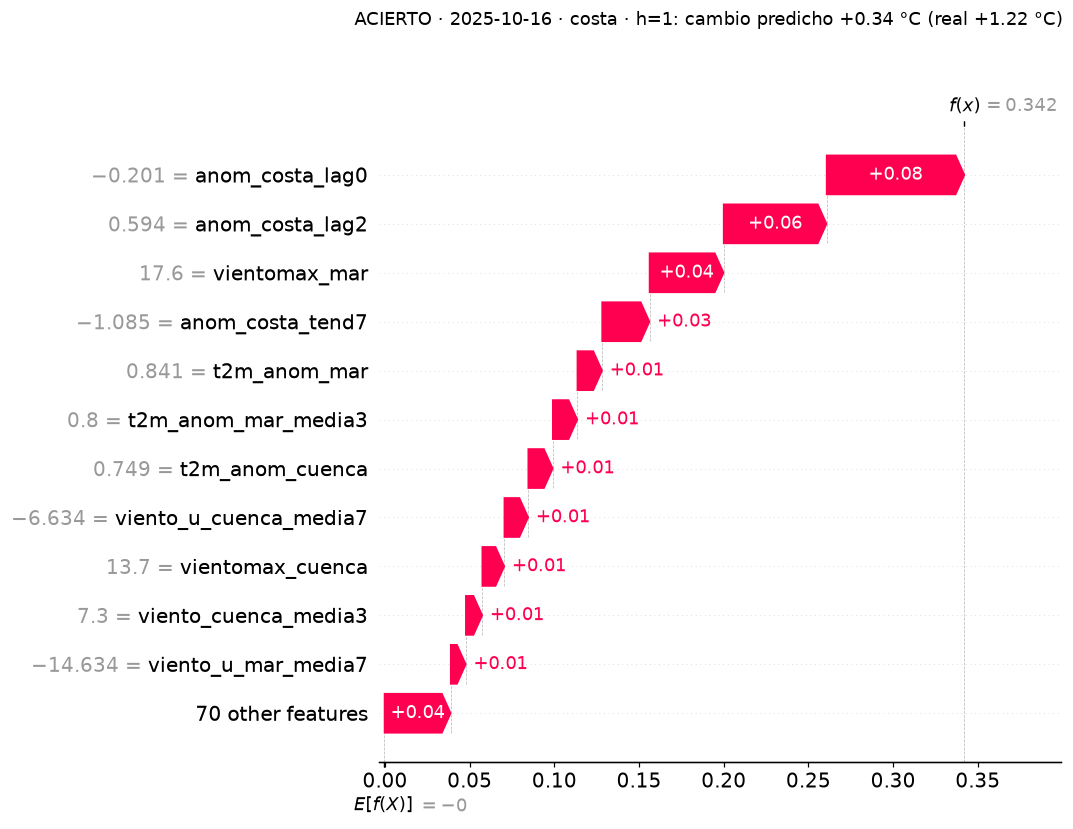 ACIERTO · 2025-10-16 · costa · h=1: cambio predicho +0.34 °C (real +1.22 °C)
f(x) = 0.342
−0.201 = anom_costa_lag0 +0.08
0.594 = anom_costa_lag2 +0.06
17.6 = vientomax_mar +0.04
−1.085 = anom_costa_tend7 +0.03
0.841 = t2m_anom_mar +0.01
0.8 = t2m_anom_mar_media3 +0.01
0.749 = t2m_anom_cuenca +0.01
−6.634 = viento_u_cuenca_media7 +0.01
13.7 = vientomax_cuenca +0.01
7.3 = viento_cuenca_media3 +0.01
−14.634 = viento_u_mar_media7 +0.01
70 other features +0.04
0.00 0.05 0.10 0.15 0.20 0.25 0.30 0.35
E[f(X)] = −0